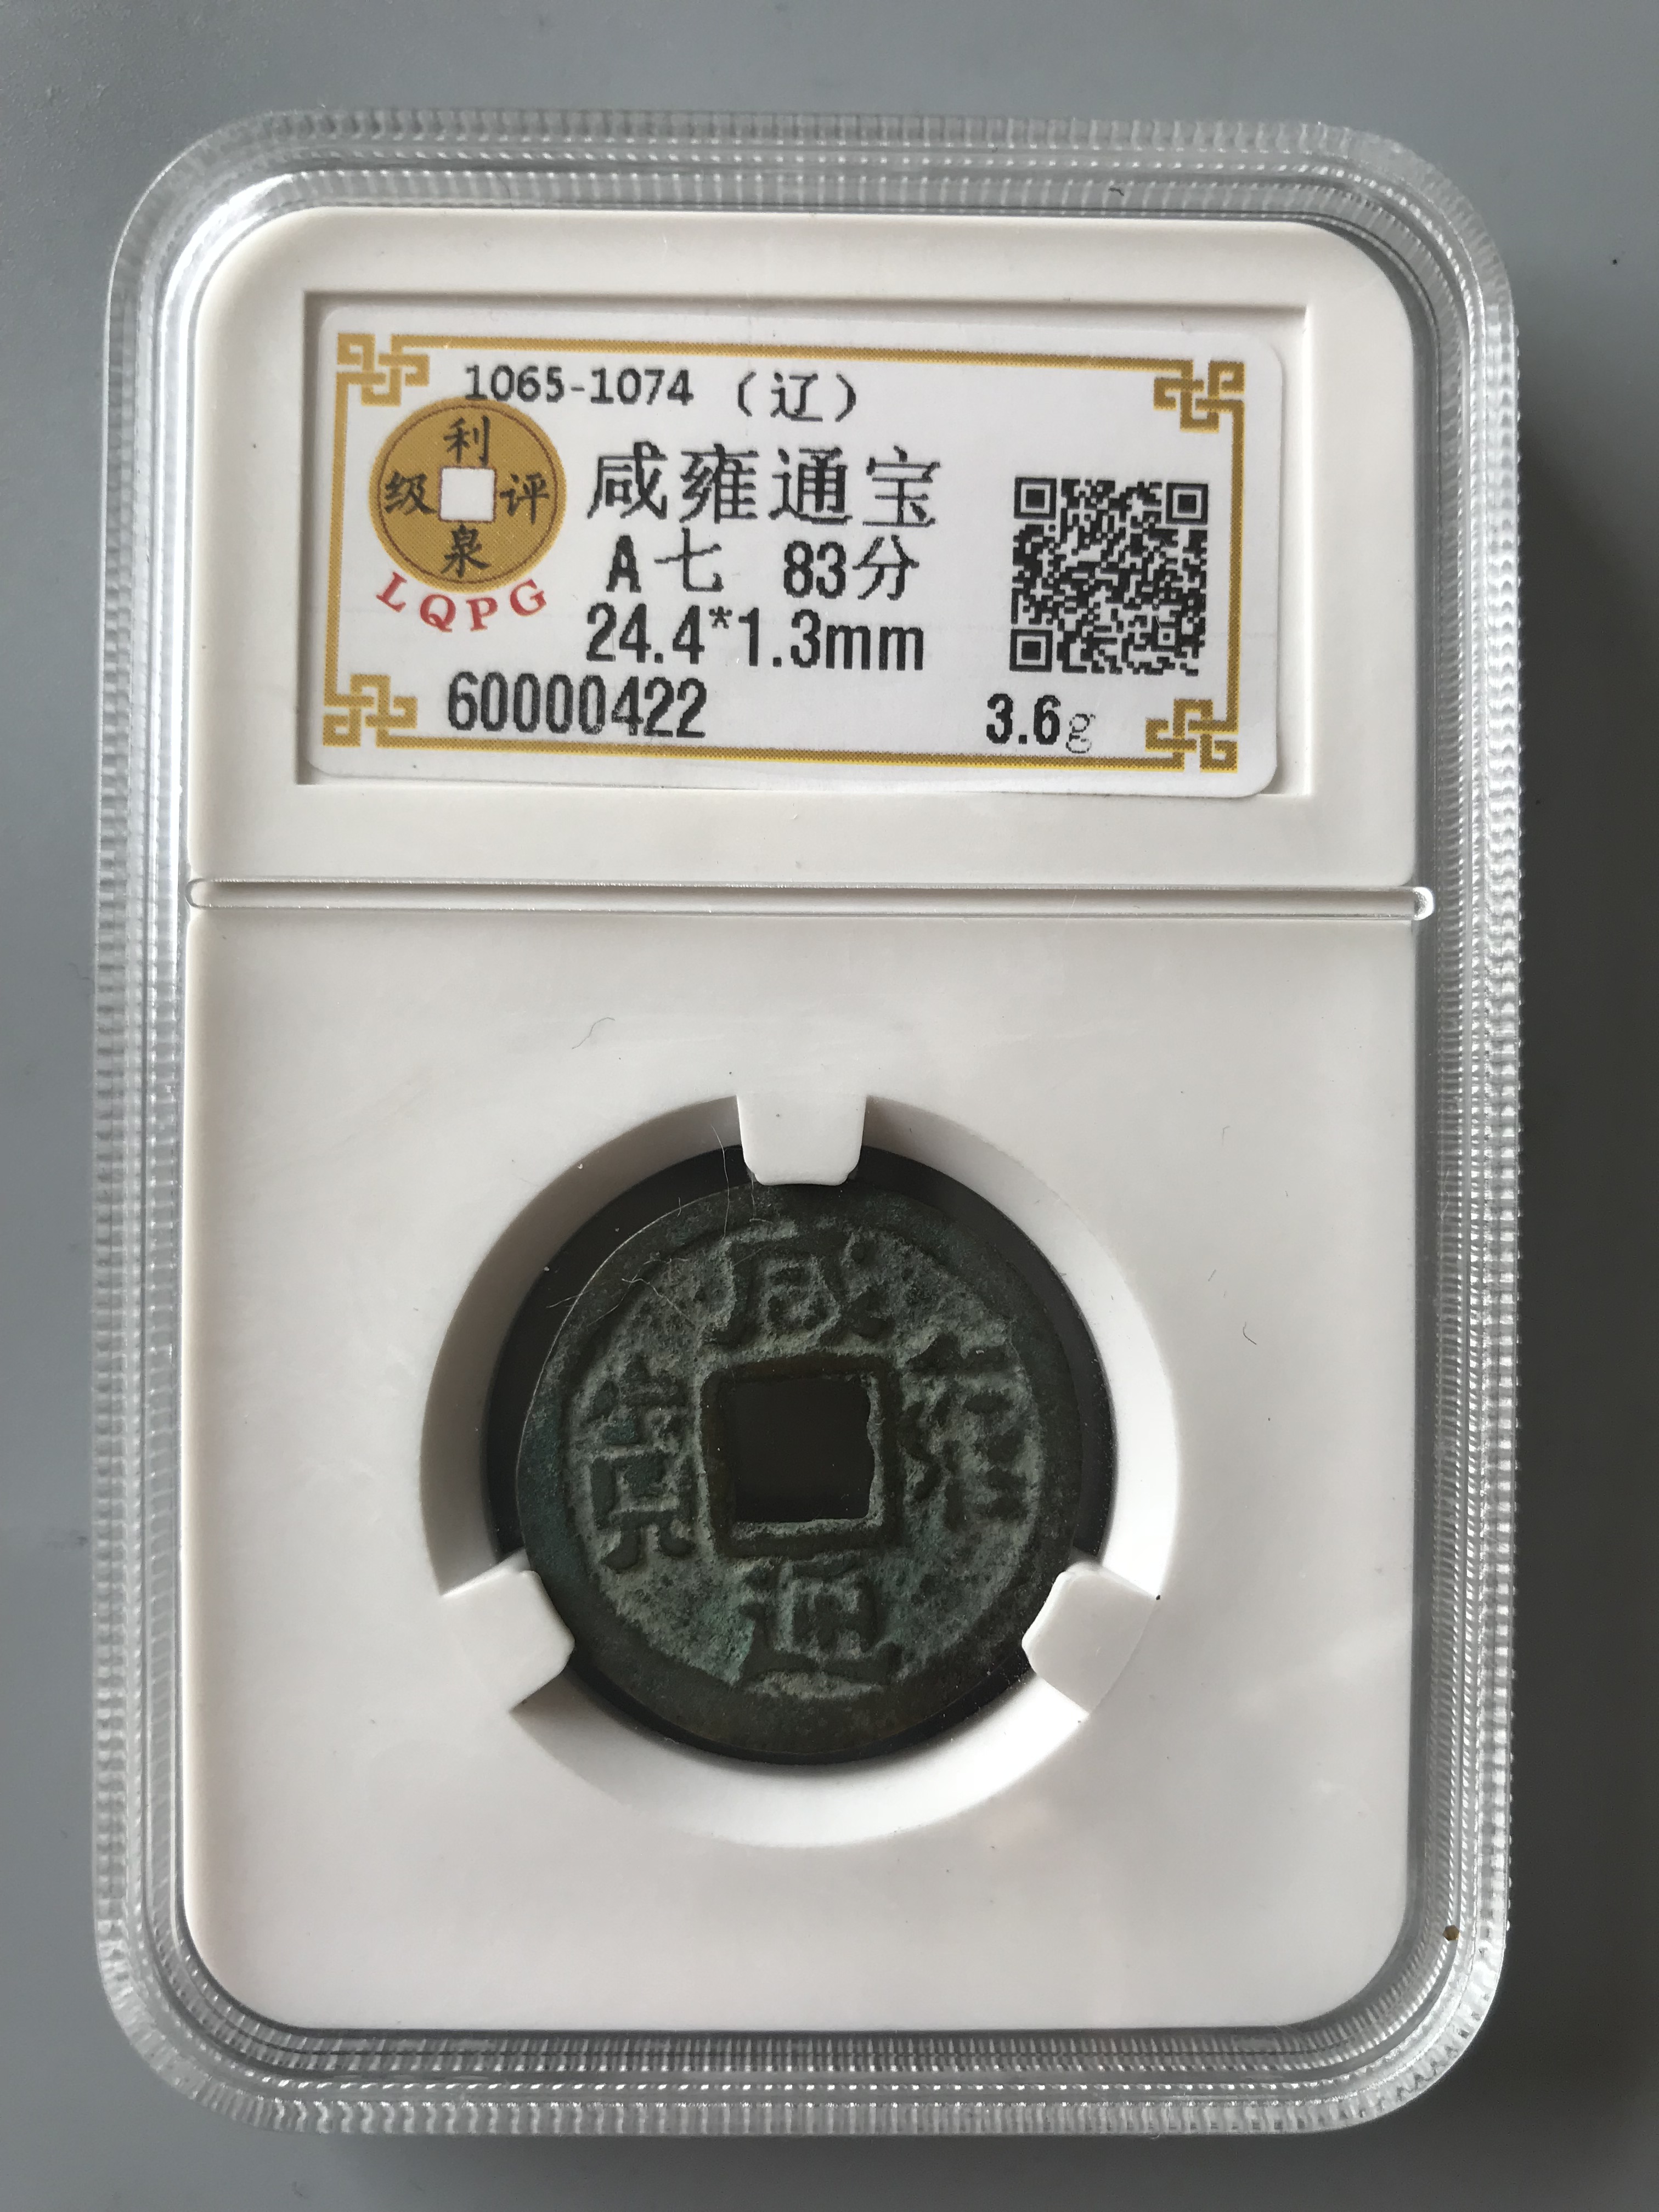 1065-1074 (辽)
利泉评级
LQPG
咸雍通宝
A七 83分
24.4*1.3mm
60000422
3.6g
咸雍通寶